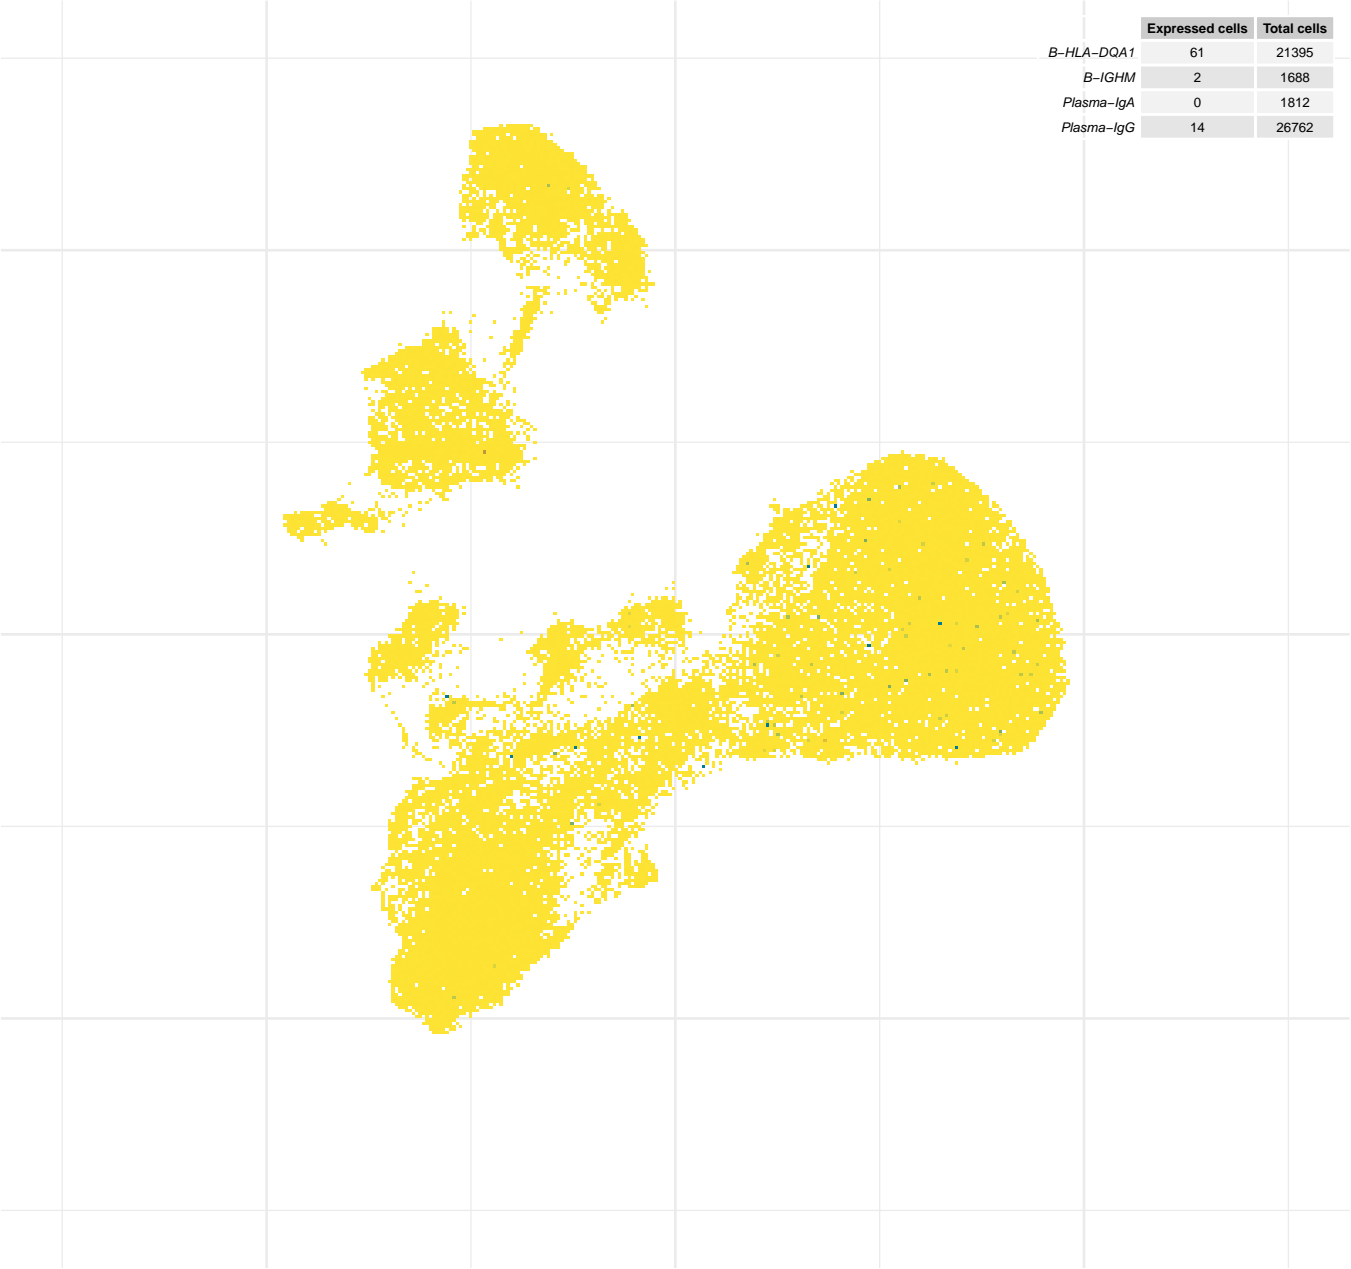 Expressed cells Total cells
B−HLA−DQA1 61 21395
B−IGHM 2 1688
Plasma−IgA 0 1812
Plasma−IgG 14 26762